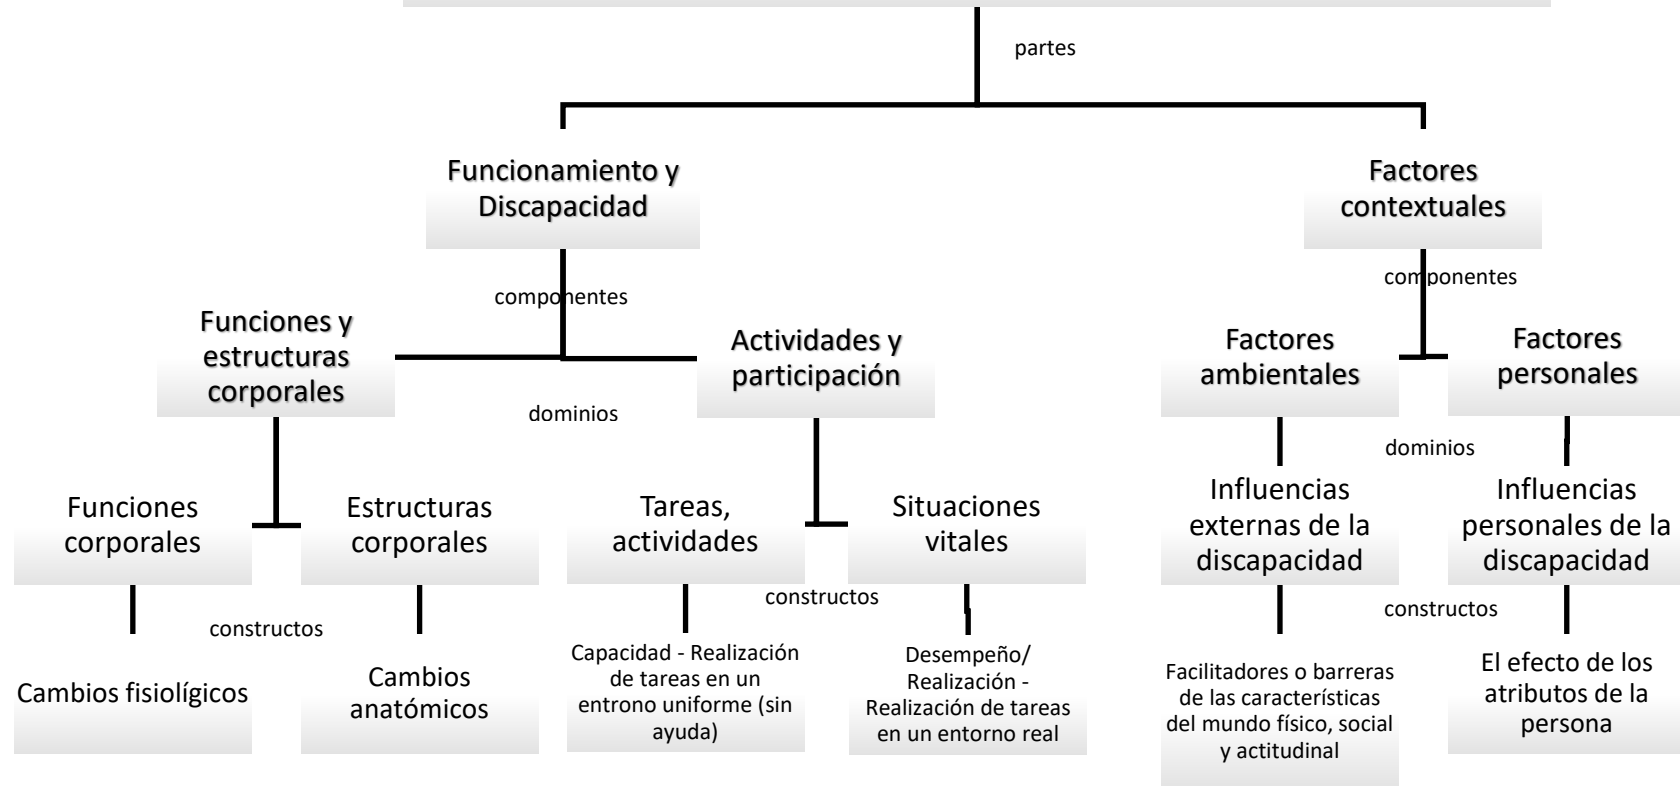 partes
Funcionamiento y
Discapacidad
Factores
contextuales
componentes
componentes
Funciones y
estructuras
corporales
Actividades y
participación
Factores
ambientales
Factores
personales
dominios
dominios
Funciones
corporales
Estructuras
corporales
Tareas,
actividades
Situaciones
vitales
Influencias
externas de la
discapacidad
Influencias
personales de la
discapacidad
constructos
constructos
constructos
Cambios fisiolígicos
Cambios
anatómicos
Capacidad - Realización
de tareas en un
entrono uniforme (sin
ayuda)
Desempeño/
Realización -
Realización de tareas
en un entorno real
Facilitadores o barreras
de las características
del mundo físico, social
y actitudinal
El efecto de los
atributos de la
persona